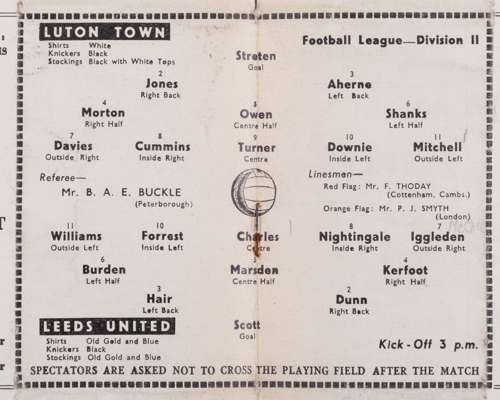 LUTON TOWN
Shirts White
Knickers Black
Stockings Black with White Tops
Streten
Goal
Football League—Division II
2
Jones
Right Back
3
Aherne
Left Back
4
Morton
Right Half
Owen
Centre Half
6
Shanks
Left Half
7
Davies
Outside Right
8
Cummins
Inside Right
9
Turner
Centre
10
Downie
Inside Left
11
Mitchell
Outside Left
Referee—
Mr. B. A. E. BUCKLE
(Peterborough)
Linesmen—
Red Flag: Mr. F. THODAY
(Cottenham, Cambs.)
Orange Flag: Mr. P. J. SMYTH
(London)
11
Williams
Outside Left
10
Forrest
Inside Left
Charles
Centre
8
Nightingale
Inside Right
7
Iggleden
Outside Right
6
Burden
Left Half
Marsden
Centre Half
4
Kerfoot
Right Half
3
Hair
Left Back
2
Dunn
Right Back
LEEDS UNITED
Shirts Old Gold and Blue
Knickers Black
Stockings Old Gold and Blue
Scott
Goal
Kick-Off 3 p.m.
SPECTATORS ARE ASKED NOT TO CROSS THE PLAYING FIELD AFTER THE MATCH